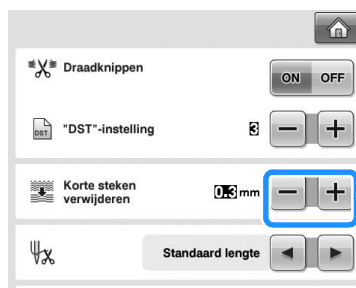 Draadknippen
ON OFF
DST
"DST"-instelling
3
Korte steken
verwijderen
0.3 mm
Standaard lengte